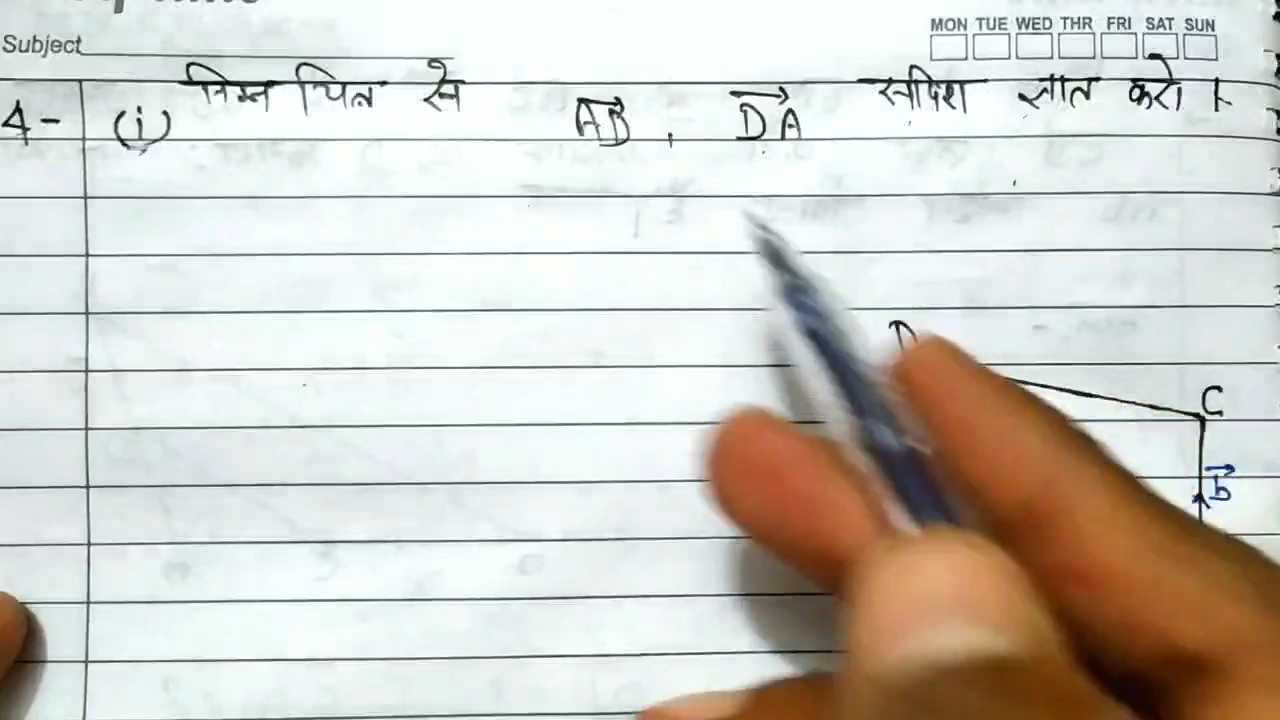 Subject
MON TUE WED THR FRI SAT SUN
4- (i) निम्न चित्र से AB⃗, DA⃗ सदिश ज्ञात करो ।
D
C
b⃗